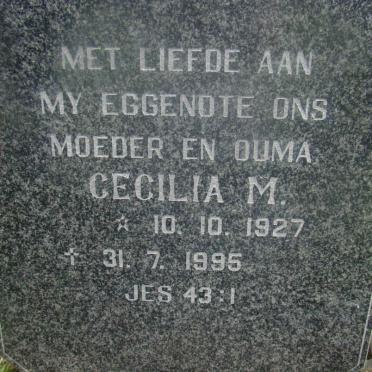 MET LIEFDE AAN
MY EGGENOTE ONS
MOEDER EN OUMA
CECILIA M.
☆ 10. 10. 1927
✝ 31. 7. 1995
JES 43:1